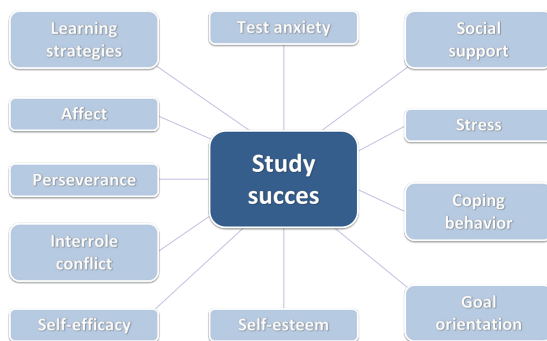 Learning
strategies
Test anxiety
Social
support
Affect
Stress
Study
succes
Perseverance
Coping
behavior
Interrole
conflict
Goal
orientation
Self-efficacy
Self-esteem